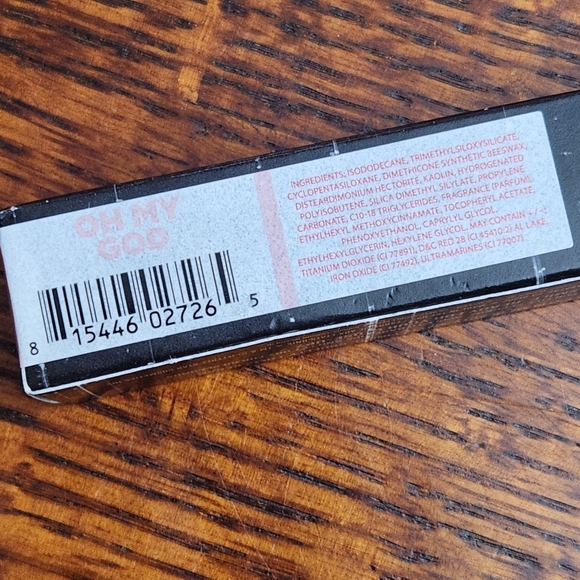 OH MY
GOD
8 15446 02726 5
INGREDIENTS: ISODODECANE, TRIMETHYLSILOXYSILICATE,
CYCLOPENTASILOXANE, DIMETHICONE SYNTHETIC BEESWAX,
DISTEARDIMONIUM HECTORITE, KAOLIN, HYDROGENATED
POLYISOBUTENE, SILICA DIMETHYL SILYLATE, PROPYLENE
CARBONATE, C10-18 TRIGLYCERIDES, FRAGRANCE (PARFUM),
ETHYLHEXYL METHOXYCINNAMATE, TOCOPHERYL ACETATE,
PHENOXYETHANOL, CAPRYLYL GLYCOL,
ETHYLHEXYLGLYCERIN, HEXYLENE GLYCOL. MAY CONTAIN +/-:
TITANIUM DIOXIDE (CI 77891), D&C RED 28 (CI 45410:2) AL LAKE,
IRON OXIDE (CI 77492), ULTRAMARINES (CI 77007).